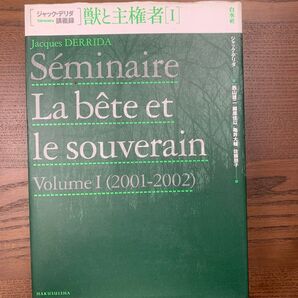 ジャック・デリダ
講義録
獣と主権者[I]
白水社
Jacques DERRIDA
Séminaire
La bête et
le souverain
Volume I (2001-2002)
ジャック・デリダ
HAKUSUISHA